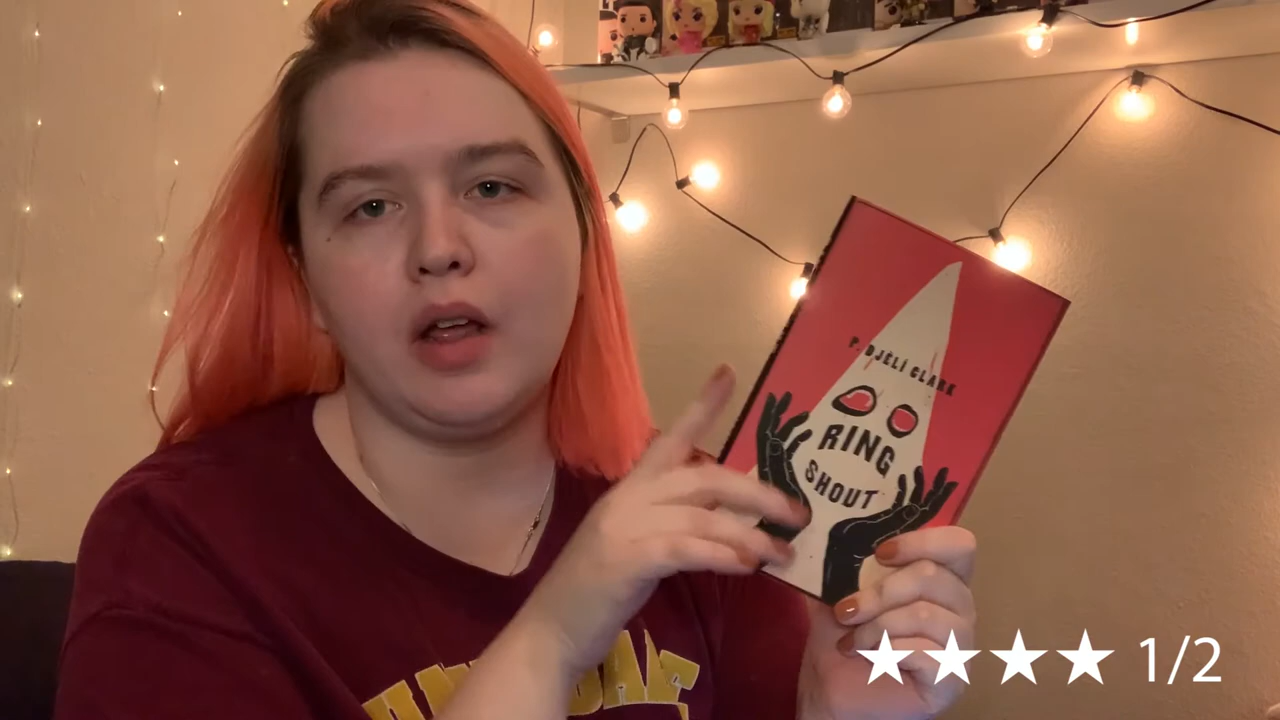 P. DJÈLÍ CLARK
RING
SHOUT
★★★★ 1/2